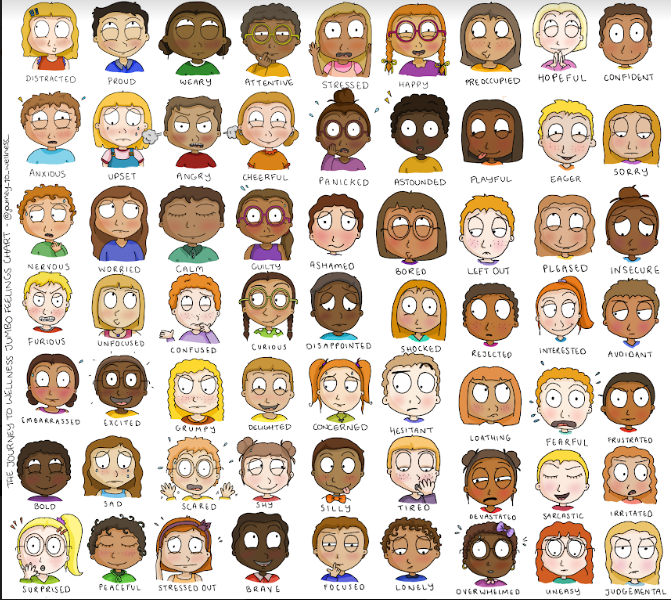 THE JOURNEY TO WELLNESS JUMBO FEELINGS CHART - @journey_to_wellness_
DISTRACTED PROUD WEARY ATTENTIVE STRESSED HAPPY PREOCCUPIED HOPEFUL CONFIDENT
ANXIOUS UPSET ANGRY CHEERFUL PANICKED ASTOUNDED PLAYFUL EAGER SORRY
NERVOUS WORRIED CALM GUILTY ASHAMED BORED LEFT OUT PLEASED INSECURE
FURIOUS UNFOCUSED CONFUSED CURIOUS DISAPPOINTED SHOCKED REJECTED INTERESTED AVOIDANT
EMBARRASSED EXCITED GRUMPY DELIGHTED CONCERNED HESITANT LOATHING FEARFUL FRUSTRATED
BOLD SAD SCARED SHY SILLY TIRED DEVASTATED SARCASTIC IRRITATED
SURPRISED PEACEFUL STRESSED OUT BRAVE FOCUSED LONELY OVERWHELMED UNEASY JUDGEMENTAL